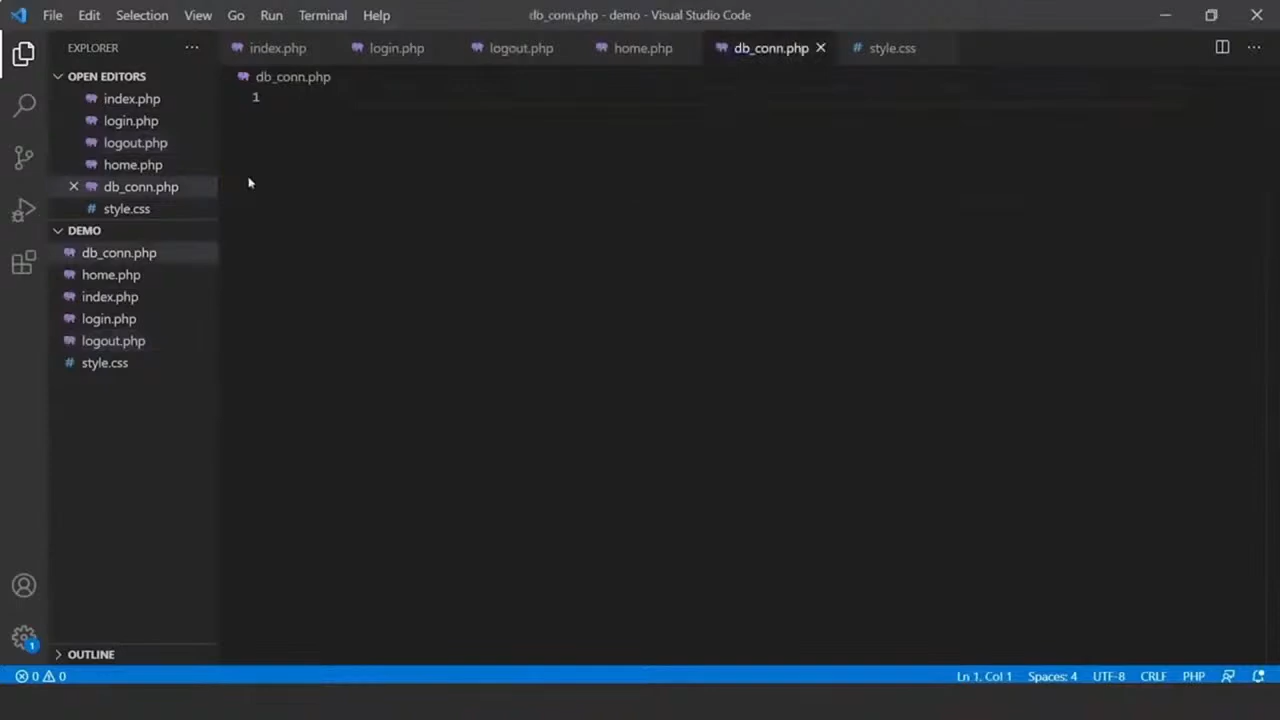 File Edit Selection View Go Run Terminal Help db_conn.php - demo - Visual Studio Code
EXPLORER ···
index.php login.php logout.php home.php db_conn.php style.css
OPEN EDITORS
index.php
login.php
logout.php
home.php
db_conn.php
style.css
DEMO
db_conn.php
home.php
index.php
login.php
logout.php
style.css
OUTLINE
db_conn.php
1
1
0 0 Ln 1, Col 1 Spaces: 4 UTF-8 CRLF PHP